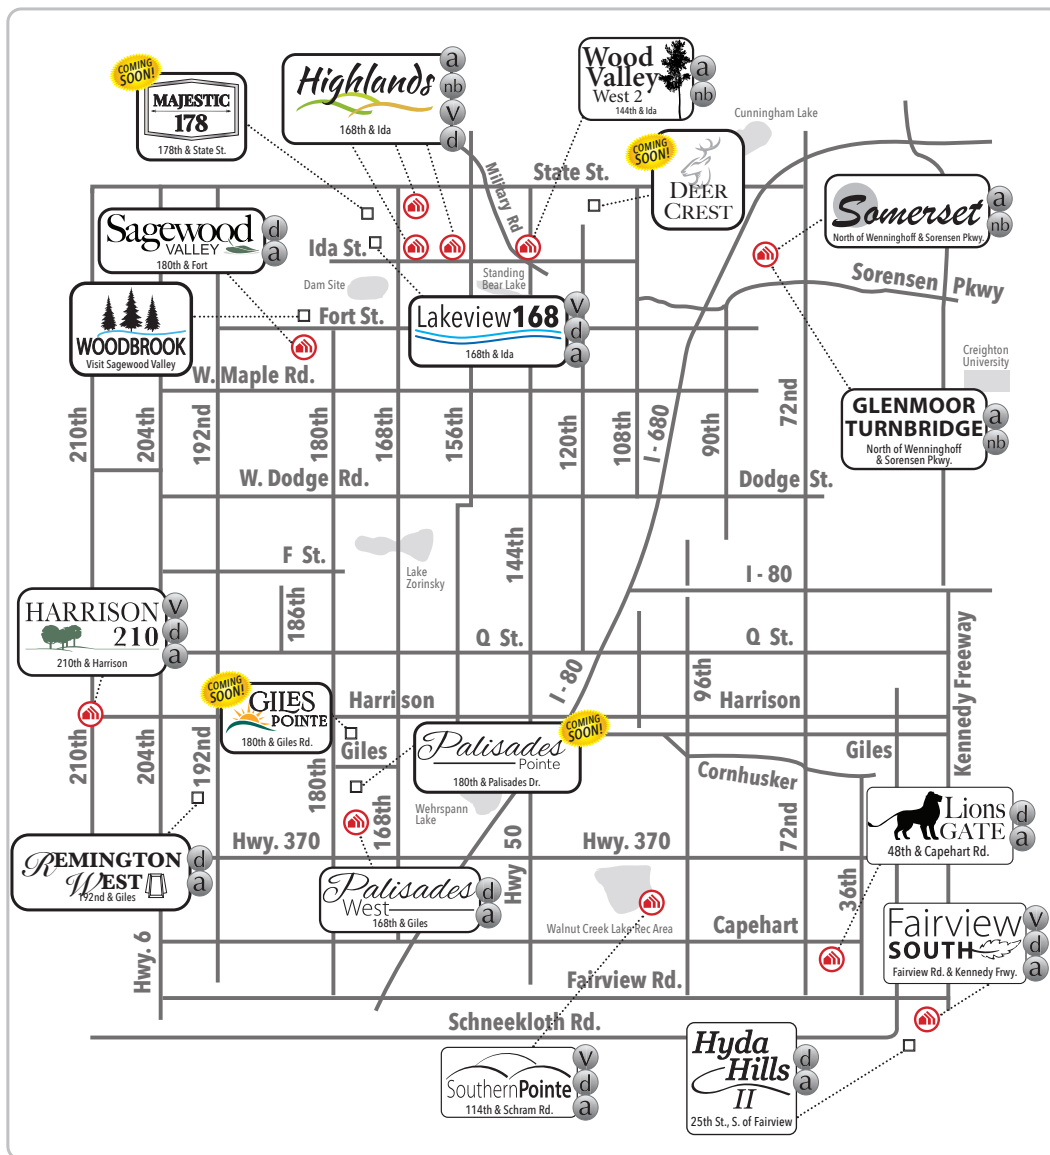 COMING
SOON!
MAJESTIC
178
178th & State St.
Highlands
168th & Ida
a
nb
v
d
Wood
Valley
West 2
144th & Ida
a
nb
Cunningham Lake
COMING
SOON!
DEER
CREST
Military Rd
State St.
Somerset
North of Wenninghoff & Sorensen Pkwy.
a
nb
Sagewood
VALLEY
180th & Fort
d
a
Ida St.
Dam Site
Standing
Bear Lake
Sorensen Pkwy
Fort St.
WOODBROOK
Visit Sagewood Valley
Lakeview168
168th & Ida
v
d
a
W. Maple Rd.
Creighton
University
GLENMOOR
TURNBRIDGE
North of Wenninghoff
& Sorensen Pkwy.
a
nb
210th
204th
192nd
180th
168th
156th
120th
108th
I - 680
90th
72nd
W. Dodge Rd.
Dodge St.
F St.
Lake
Zorinsky
144th
I - 80
HARRISON
210
210th & Harrison
v
d
a
186th
Q St.
Q St.
Kennedy Freeway
I - 80
96th
COMING
SOON!
GILES
POINTE
180th & Giles Rd.
Harrison
Harrison
COMING
SOON!
Palisades
Pointe
180th & Palisades Dr.
210th
204th
192nd
180th
Giles
168th
Giles
Cornhusker
Wehrspann
Lake
72nd
Lions
GATE
48th & Capehart Rd.
d
a
Hwy. 370
Hwy 50
Hwy. 370
REMINGTON
WEST
192nd & Giles
d
a
Palisades
West
168th & Giles
d
a
36th
Walnut Creek Lake Rec Area
Capehart
Fairview
SOUTH
Fairview Rd. & Kennedy Frwy.
v
d
a
Hwy. 6
Fairview Rd.
Schneekloth Rd.
SouthernPointe
114th & Schram Rd.
v
d
a
Hyda
Hills
II
25th St., S. of Fairview
d
a